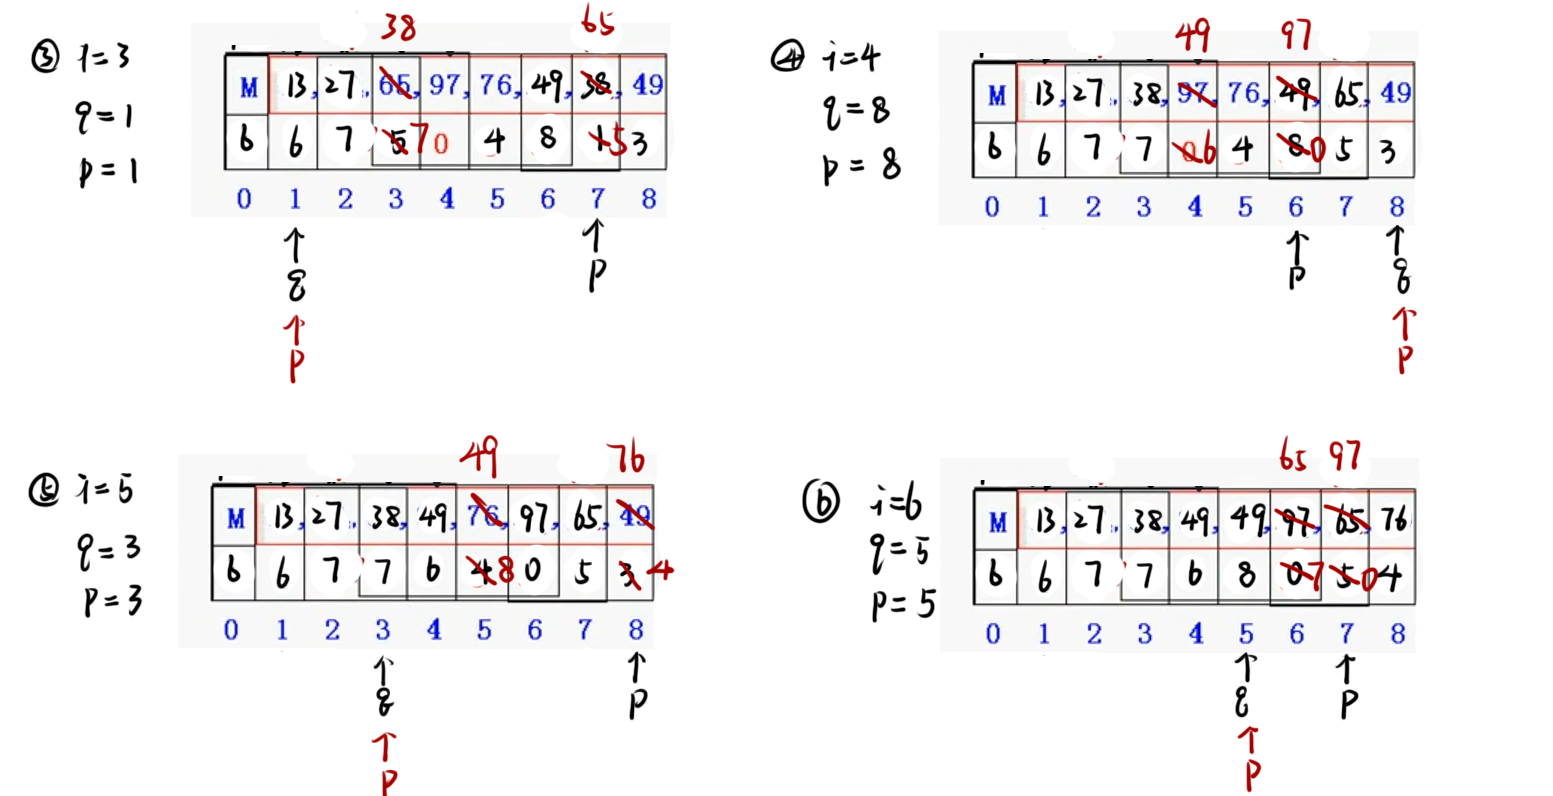 ③ i=3
q=1
p=1
38 65
M 13, 27, 65, 97, 76, 49, 38, 49
6 6 7 5 7 0 4 8 1 5 3
0 1 2 3 4 5 6 7 8
↑ ↑
q p
↑
p
④ i=4
q=8
p=8
49 97
M 13, 27, 38, 97, 76, 49, 65, 49
6 6 7 7 0 6 4 8 0 5 3
0 1 2 3 4 5 6 7 8
↑ ↑
p q
↑
p
⑤ i=5
q=3
p=3
49 76
M 13, 27, 38, 49, 76, 97, 65, 49
6 6 7 7 6 4 8 0 5 3 4
0 1 2 3 4 5 6 7 8
↑ ↑
q p
↑
p
⑥ i=6
q=5
p=5
65 97
M 13, 27, 38, 49, 49, 97, 65, 76
6 6 7 7 6 8 0 7 5 0 4
0 1 2 3 4 5 6 7 8
↑ ↑
q p
↑
p